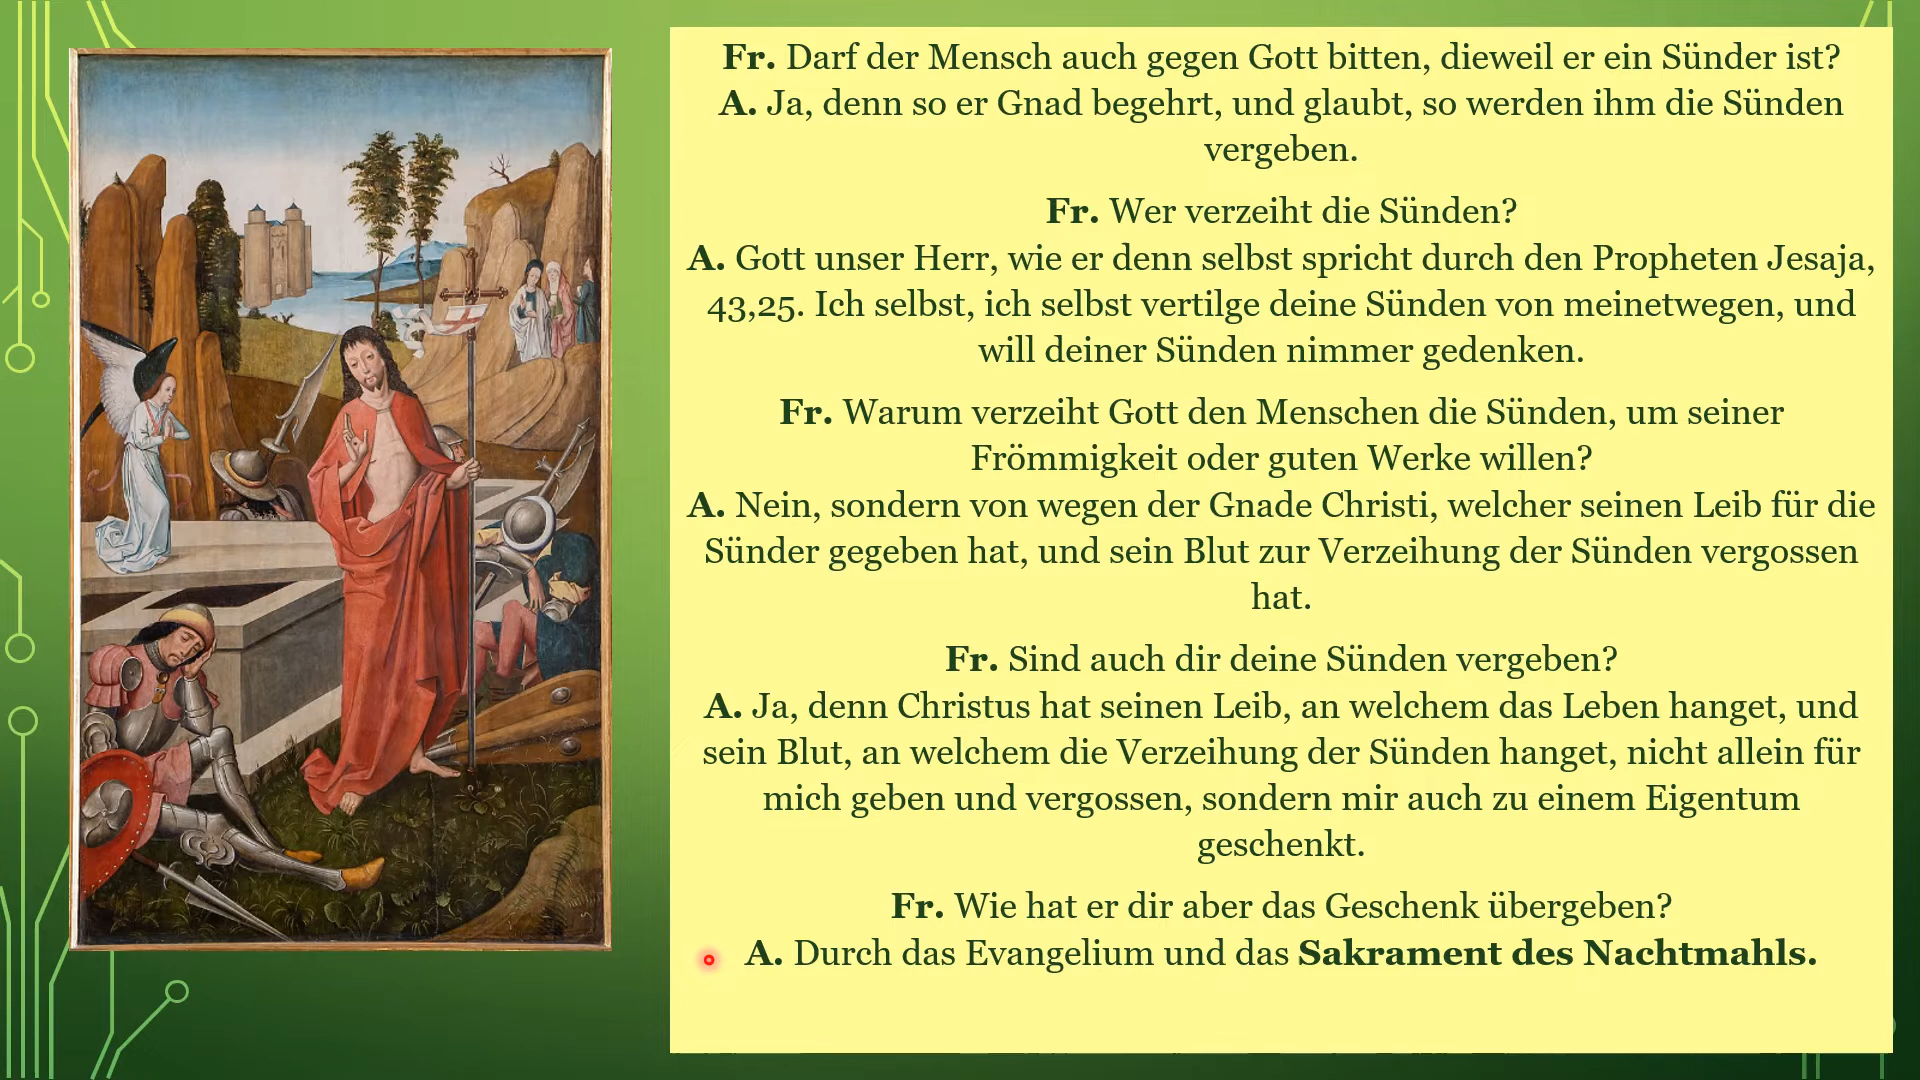 Fr. Darf der Mensch auch gegen Gott bitten, dieweil er ein Sünder ist?
A. Ja, denn so er Gnad begehrt, und glaubt, so werden ihm die Sünden
vergeben.
Fr. Wer verzeiht die Sünden?
A. Gott unser Herr, wie er denn selbst spricht durch den Propheten Jesaja,
43,25. Ich selbst, ich selbst vertilge deine Sünden von meinetwegen, und
will deiner Sünden nimmer gedenken.
Fr. Warum verzeiht Gott den Menschen die Sünden, um seiner
Frömmigkeit oder guten Werke willen?
A. Nein, sondern von wegen der Gnade Christi, welcher seinen Leib für die
Sünder gegeben hat, und sein Blut zur Verzeihung der Sünden vergossen
hat.
Fr. Sind auch dir deine Sünden vergeben?
A. Ja, denn Christus hat seinen Leib, an welchem das Leben hanget, und
sein Blut, an welchem die Verzeihung der Sünden hanget, nicht allein für
mich geben und vergossen, sondern mir auch zu einem Eigentum
geschenkt.
Fr. Wie hat er dir aber das Geschenk übergeben?
A. Durch das Evangelium und das Sakrament des Nachtmahls.